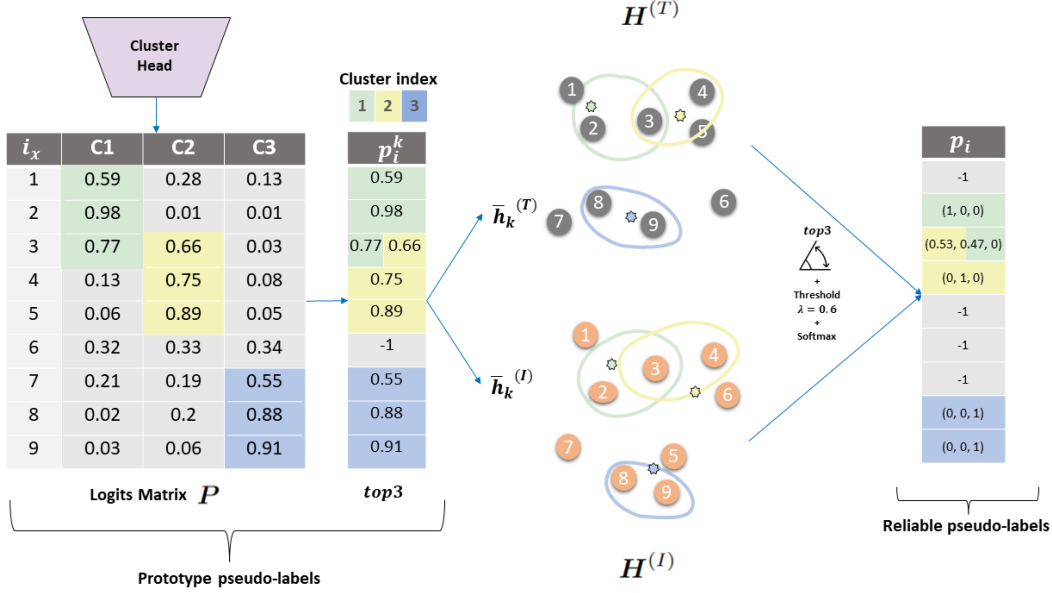 H^(T)
Cluster
Head
Cluster index
1 2 3
i_x C1 C2 C3
1 0.59 0.28 0.13
2 0.98 0.01 0.01
3 0.77 0.66 0.03
4 0.13 0.75 0.08
5 0.06 0.89 0.05
6 0.32 0.33 0.34
7 0.21 0.19 0.55
8 0.02 0.2 0.88
9 0.03 0.06 0.91
Logits Matrix P
p_i^k
0.59
0.98
0.77 0.66
0.75
0.89
-1
0.55
0.88
0.91
top3
Prototype pseudo-labels
h̅_k^(T)
h̅_k^(I)
1
2
3
4
5
6
7
8
9
1
2
3
4
6
5
7
8
9
H^(I)
top3
+
Threshold
λ = 0.6
+
Softmax
p_i
-1
(1, 0, 0)
(0.53, 0.47, 0)
(0, 1, 0)
-1
-1
-1
(0, 0, 1)
(0, 0, 1)
Reliable pseudo-labels